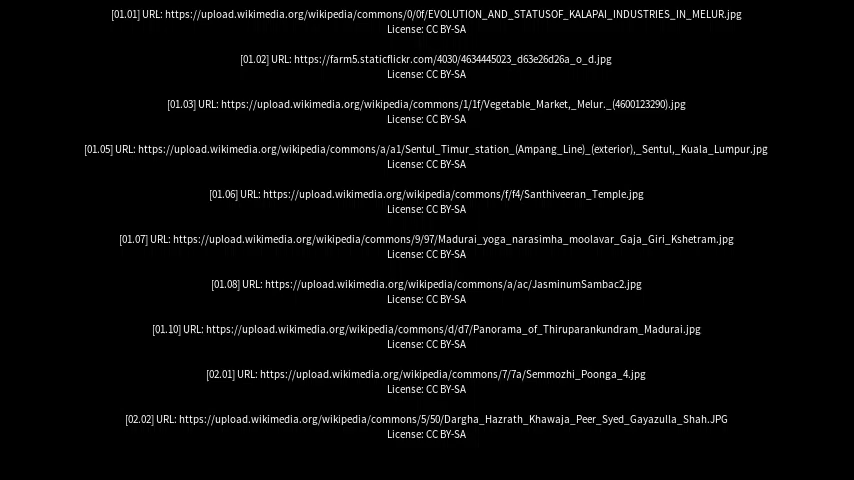 [01.01] URL: https://upload.wikimedia.org/wikipedia/commons/0/0f/EVOLUTION_AND_STATUSOF_KALAPAI_INDUSTRIES_IN_MELUR.jpg
License: CC BY-SA
[01.02] URL: https://farm5.staticflickr.com/4030/4634445023_d63e26d26a_o_d.jpg
License: CC BY-SA
[01.03] URL: https://upload.wikimedia.org/wikipedia/commons/1/1f/Vegetable_Market,_Melur._(4600123290).jpg
License: CC BY-SA
[01.05] URL: https://upload.wikimedia.org/wikipedia/commons/a/a1/Sentul_Timur_station_(Ampang_Line)_(exterior),_Sentul,_Kuala_Lumpur.jpg
License: CC BY-SA
[01.06] URL: https://upload.wikimedia.org/wikipedia/commons/f/f4/Santhiveeran_Temple.jpg
License: CC BY-SA
[01.07] URL: https://upload.wikimedia.org/wikipedia/commons/9/97/Madurai_yoga_narasimha_moolavar_Gaja_Giri_Kshetram.jpg
License: CC BY-SA
[01.08] URL: https://upload.wikimedia.org/wikipedia/commons/a/ac/JasminumSambac2.jpg
License: CC BY-SA
[01.10] URL: https://upload.wikimedia.org/wikipedia/commons/d/d7/Panorama_of_Thiruparankundram_Madurai.jpg
License: CC BY-SA
[02.01] URL: https://upload.wikimedia.org/wikipedia/commons/7/7a/Semmozhi_Poonga_4.jpg
License: CC BY-SA
[02.02] URL: https://upload.wikimedia.org/wikipedia/commons/5/50/Dargha_Hazrath_Khawaja_Peer_Syed_Gayazulla_Shah.JPG
License: CC BY-SA